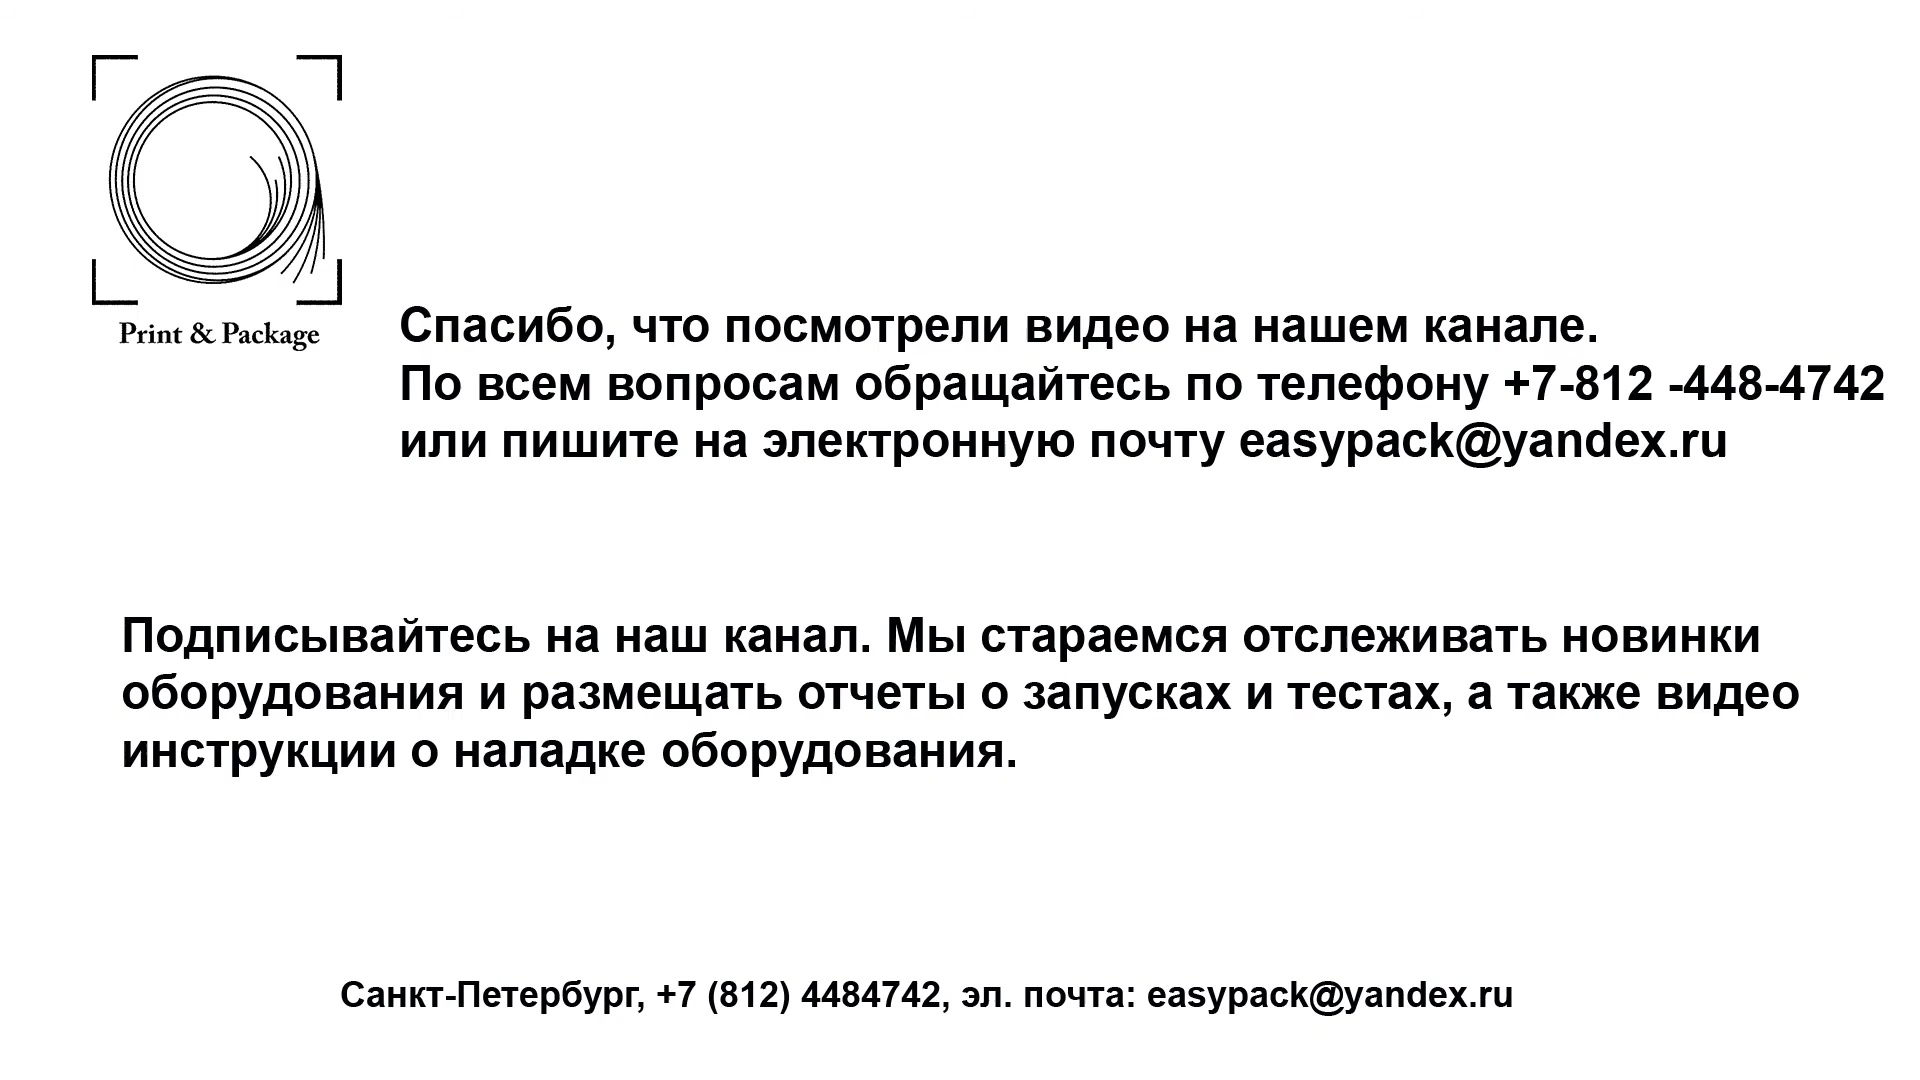 Print & Package
Спасибо, что посмотрели видео на нашем канале.
По всем вопросам обращайтесь по телефону +7-812 -448-4742
или пишите на электронную почту easypack@yandex.ru
Подписывайтесь на наш канал. Мы стараемся отслеживать новинки
оборудования и размещать отчеты о запусках и тестах, а также видео
инструкции о наладке оборудования.
Санкт-Петербург, +7 (812) 4484742, эл. почта: easypack@yandex.ru